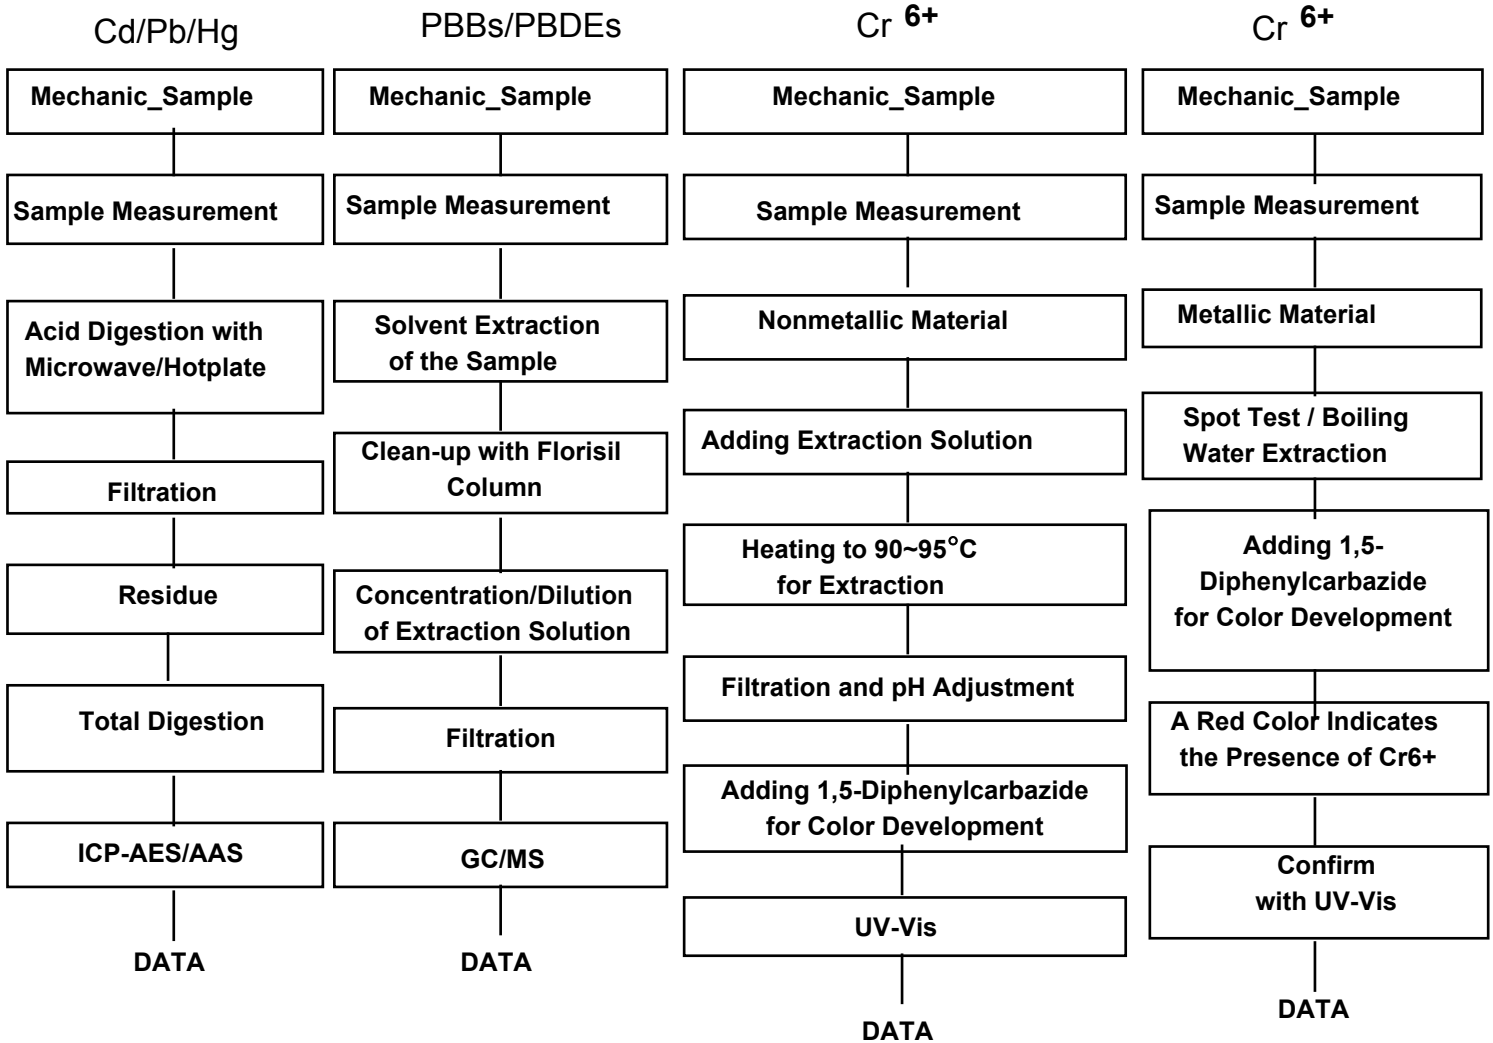 Cd/Pb/Hg
Mechanic_Sample
Sample Measurement
Acid Digestion with
Microwave/Hotplate
Filtration
Residue
Total Digestion
ICP-AES/AAS
DATA
PBBs/PBDEs
Mechanic_Sample
Sample Measurement
Solvent Extraction
of the Sample
Clean-up with Florisil
Column
Concentration/Dilution
of Extraction Solution
Filtration
GC/MS
DATA
Cr 6+
Mechanic_Sample
Sample Measurement
Nonmetallic Material
Adding Extraction Solution
Heating to 90~95°C
for Extraction
Filtration and pH Adjustment
Adding 1,5-Diphenylcarbazide
for Color Development
UV-Vis
DATA
Cr 6+
Mechanic_Sample
Sample Measurement
Metallic Material
Spot Test / Boiling
Water Extraction
Adding 1,5-
Diphenylcarbazide
for Color Development
A Red Color Indicates
the Presence of Cr6+
Confirm
with UV-Vis
DATA